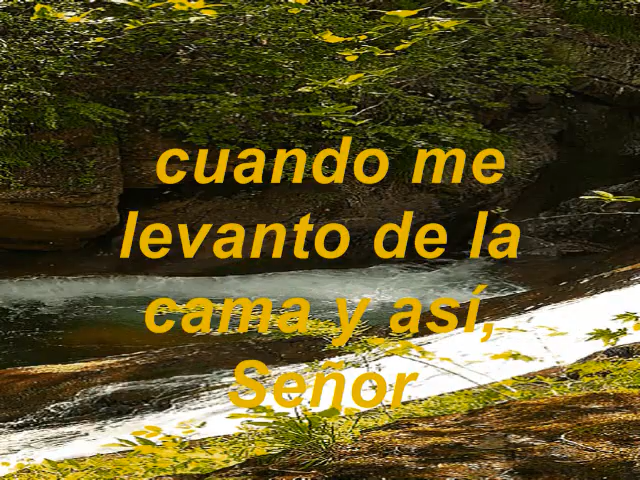 cuando me
levanto de la
cama y así,
Señor